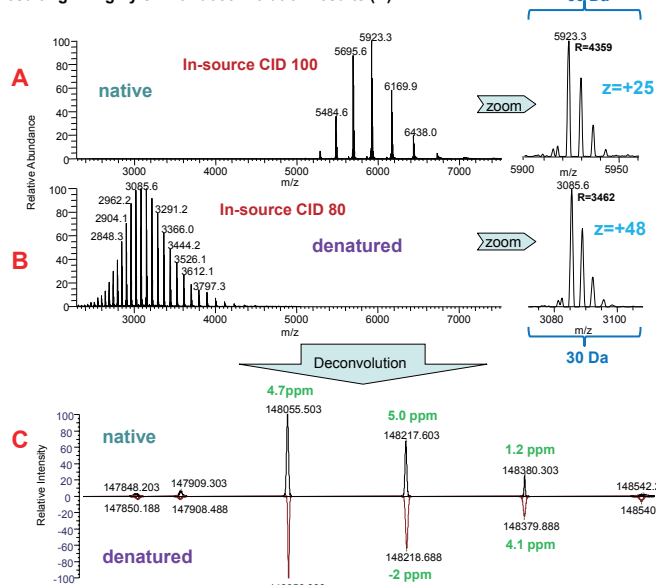 A
native
In-source CID 100
Relative Abundance
100
80
60
40
20
0
5484.6
5695.6
5923.3
6169.9
6438.0
3000
4000
5000
6000
7000
m/z
zoom
5923.3
R=4359
z=+25
5900
5950
m/z
B
In-source CID 80
denatured
100
80
60
40
20
0
2848.3
2904.1
2962.2
3085.6
3291.2
3366.0
3444.2
3526.1
3612.1
3797.3
3000
4000
5000
6000
7000
m/z
zoom
3085.6
R=3462
z=+48
3080
3100
m/z
30 Da
Deconvolution
C
native
denatured
Relative Intensity
100
80
60
40
20
0
-20
-40
-60
-80
-100
4.7ppm
148055.503
5.0 ppm
148217.603
1.2 ppm
148380.303
147848.203
147909.303
147850.188
147908.488
148218.688
-2 ppm
148379.888
4.1 ppm